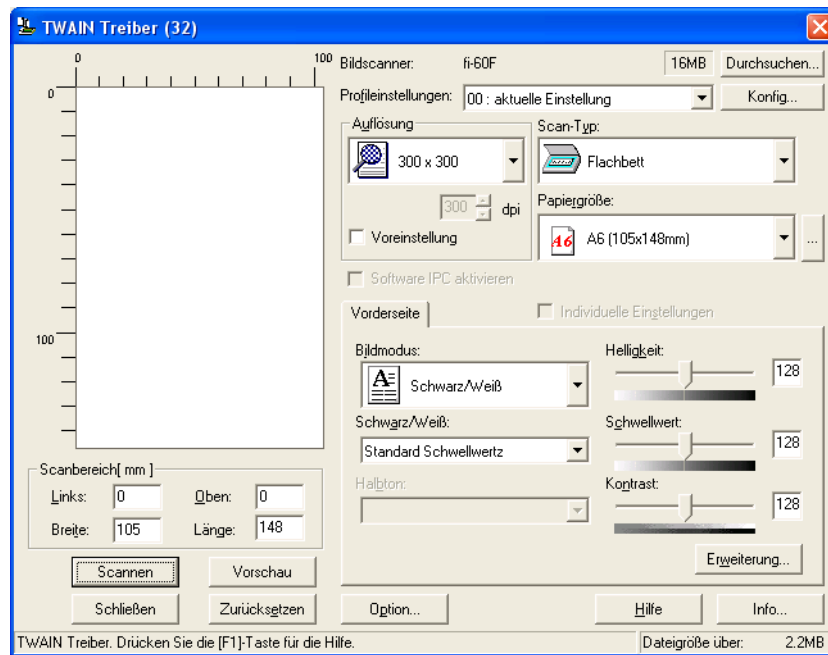 TWAIN Treiber (32)
0 100
0
100
Bildscanner: fi-60F 16MB Durchsuchen...
Profileinstellungen: 00 : aktuelle Einstellung Konfig...
Auflösung
300 x 300
300 dpi
Voreinstellung
Scan-Typ:
Flachbett
Papiergröße:
A6 A6 (105x148mm) ...
Software IPC aktivieren
Vorderseite
Individuelle Einstellungen
Bildmodus:
A Schwarz/Weiß
Schwarz/Weiß:
Standard Schwellwertz
Halbton:
Helligkeit:
128
Schwellwert:
128
Kontrast:
128
Erweiterung...
Scanbereich[ mm ]
Links: 0 Oben: 0
Breite: 105 Länge: 148
Scannen Vorschau
Schließen Zurücksetzen Option... Hilfe Info...
TWAIN Treiber. Drücken Sie die [F1]-Taste für die Hilfe. Dateigröße über: 2.2MB